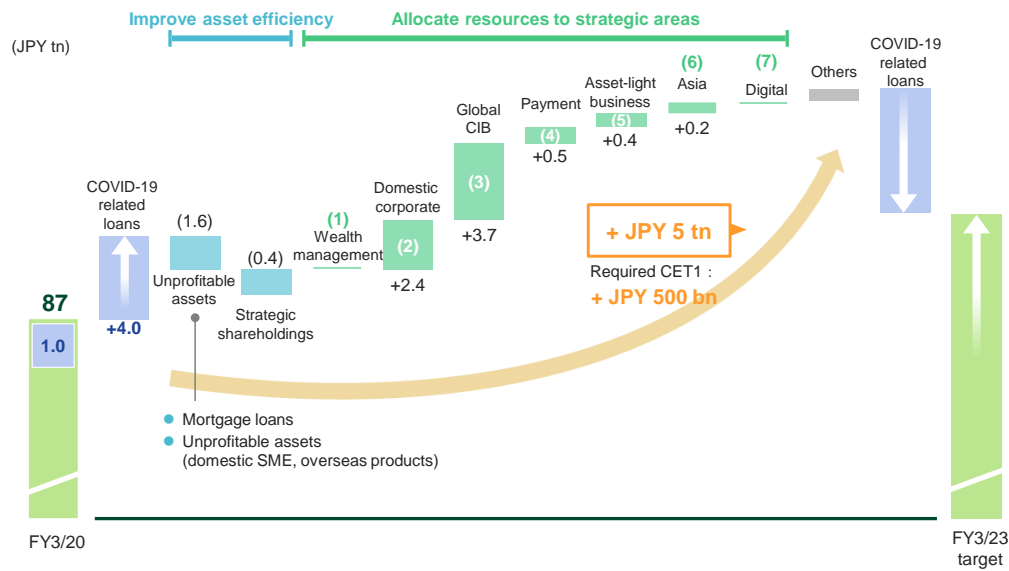 Improve asset efficiency
Allocate resources to strategic areas
(JPY tn)
87
1.0
FY3/20
COVID-19
related
loans
+4.0
(1.6)
Unprofitable
assets
(0.4)
Strategic
shareholdings
Mortgage loans
Unprofitable assets
(domestic SME, overseas products)
(1)
Wealth
management
Domestic
corporate
(2)
+2.4
Global
CIB
(3)
+3.7
Payment
(4)
+0.5
Asset-light
business
(5)
+0.4
(6)
Asia
+0.2
(7)
Digital
Others
COVID-19
related
loans
+ JPY 5 tn
Required CET1 :
+ JPY 500 bn
FY3/23
target